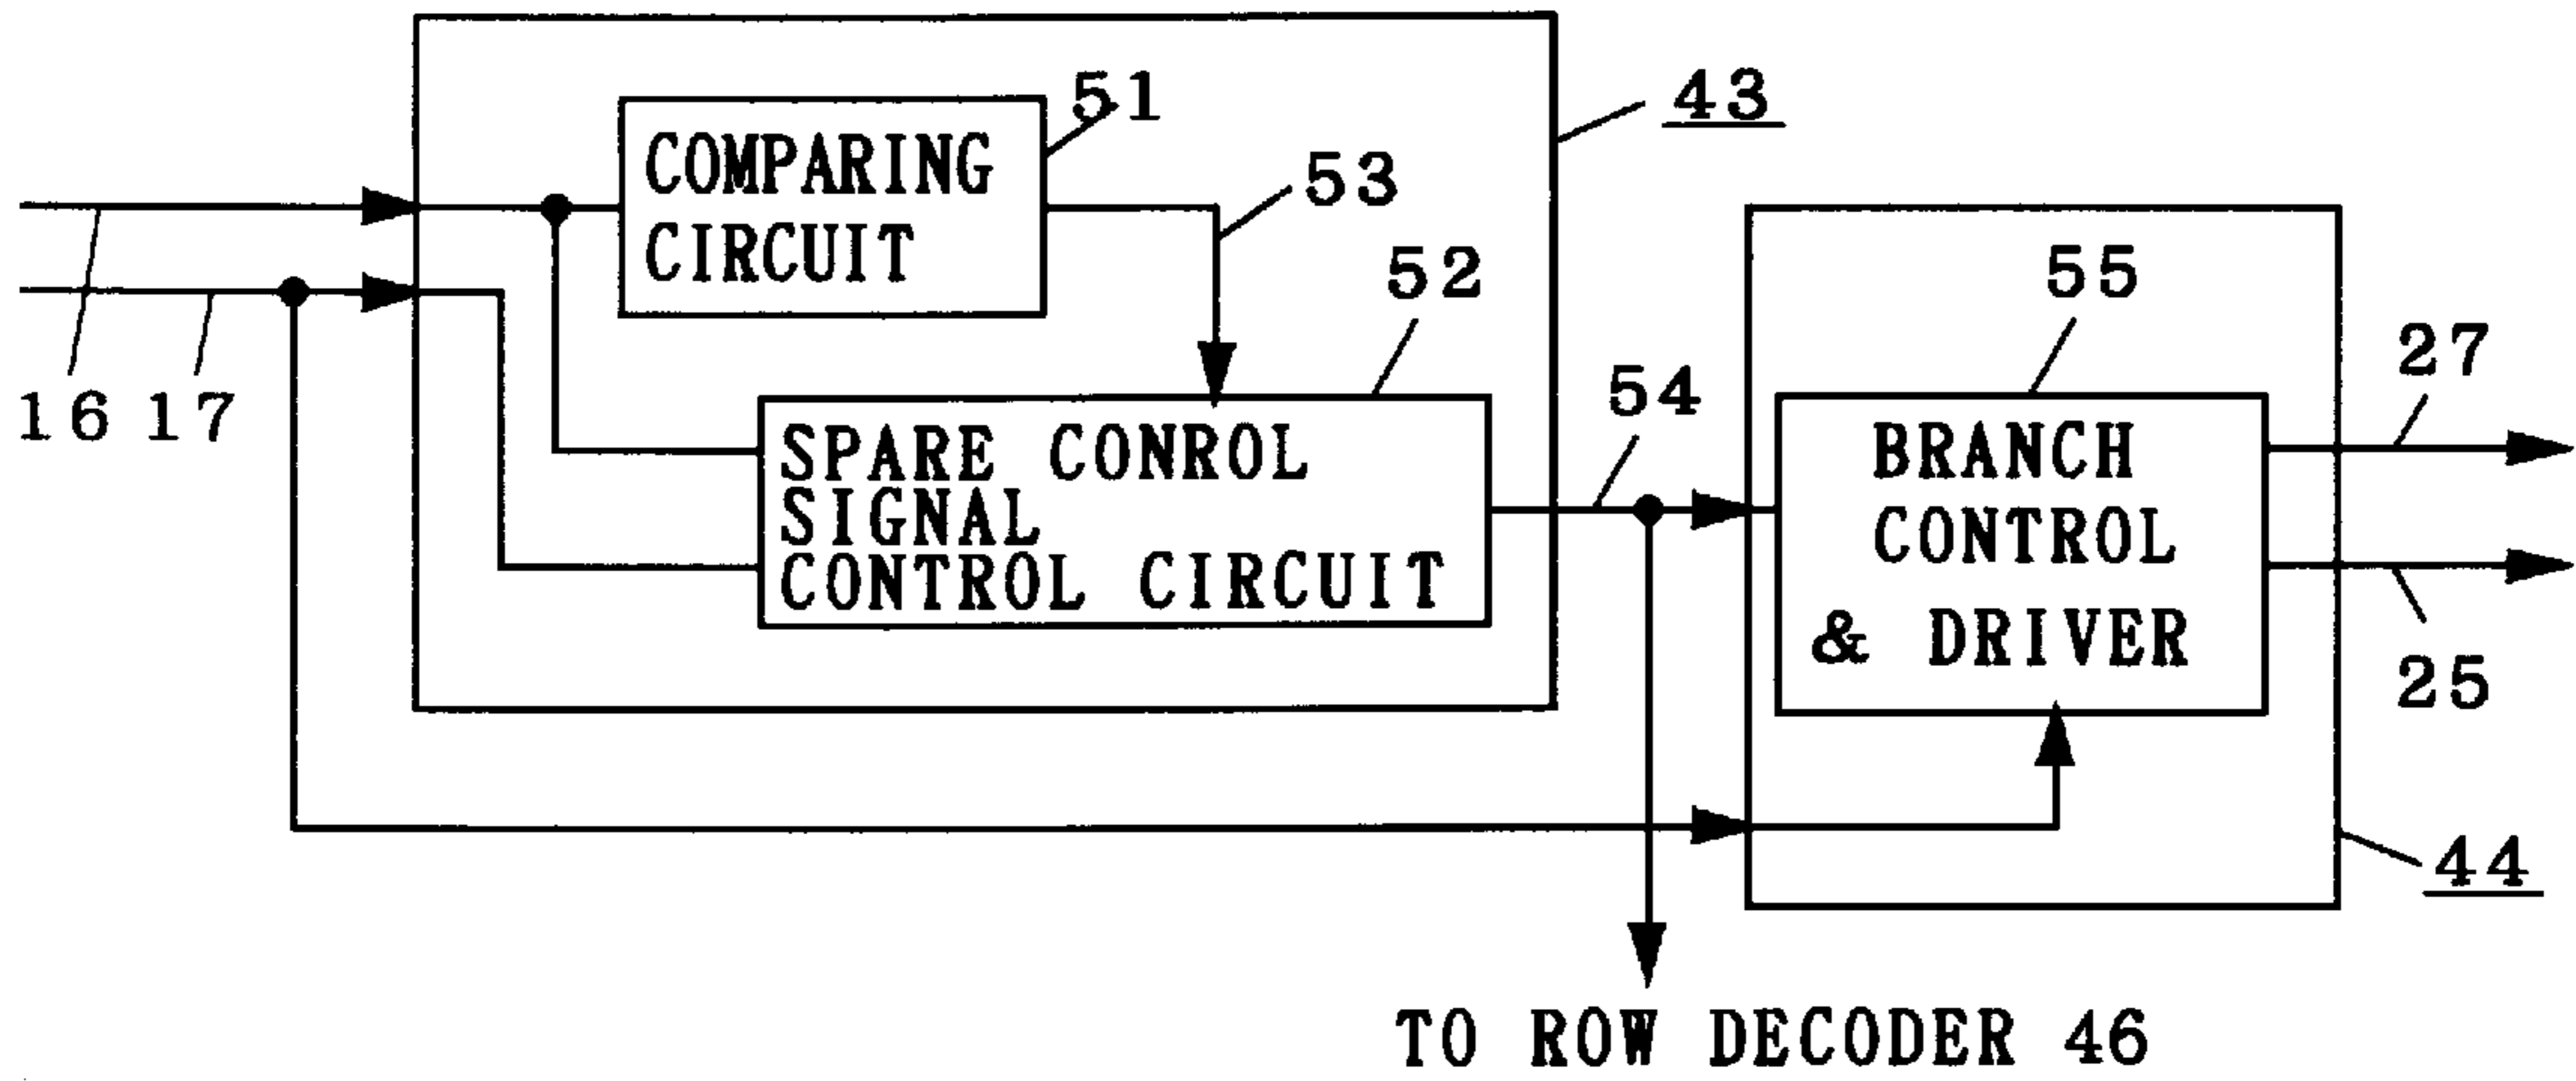 51
43
COMPARING
CIRCUIT
53
52
55
16 17
54
27
SPARE CONROL
SIGNAL
CONTROL CIRCUIT
BRANCH
CONTROL
& DRIVER
25
44
TO ROW DECODER 46